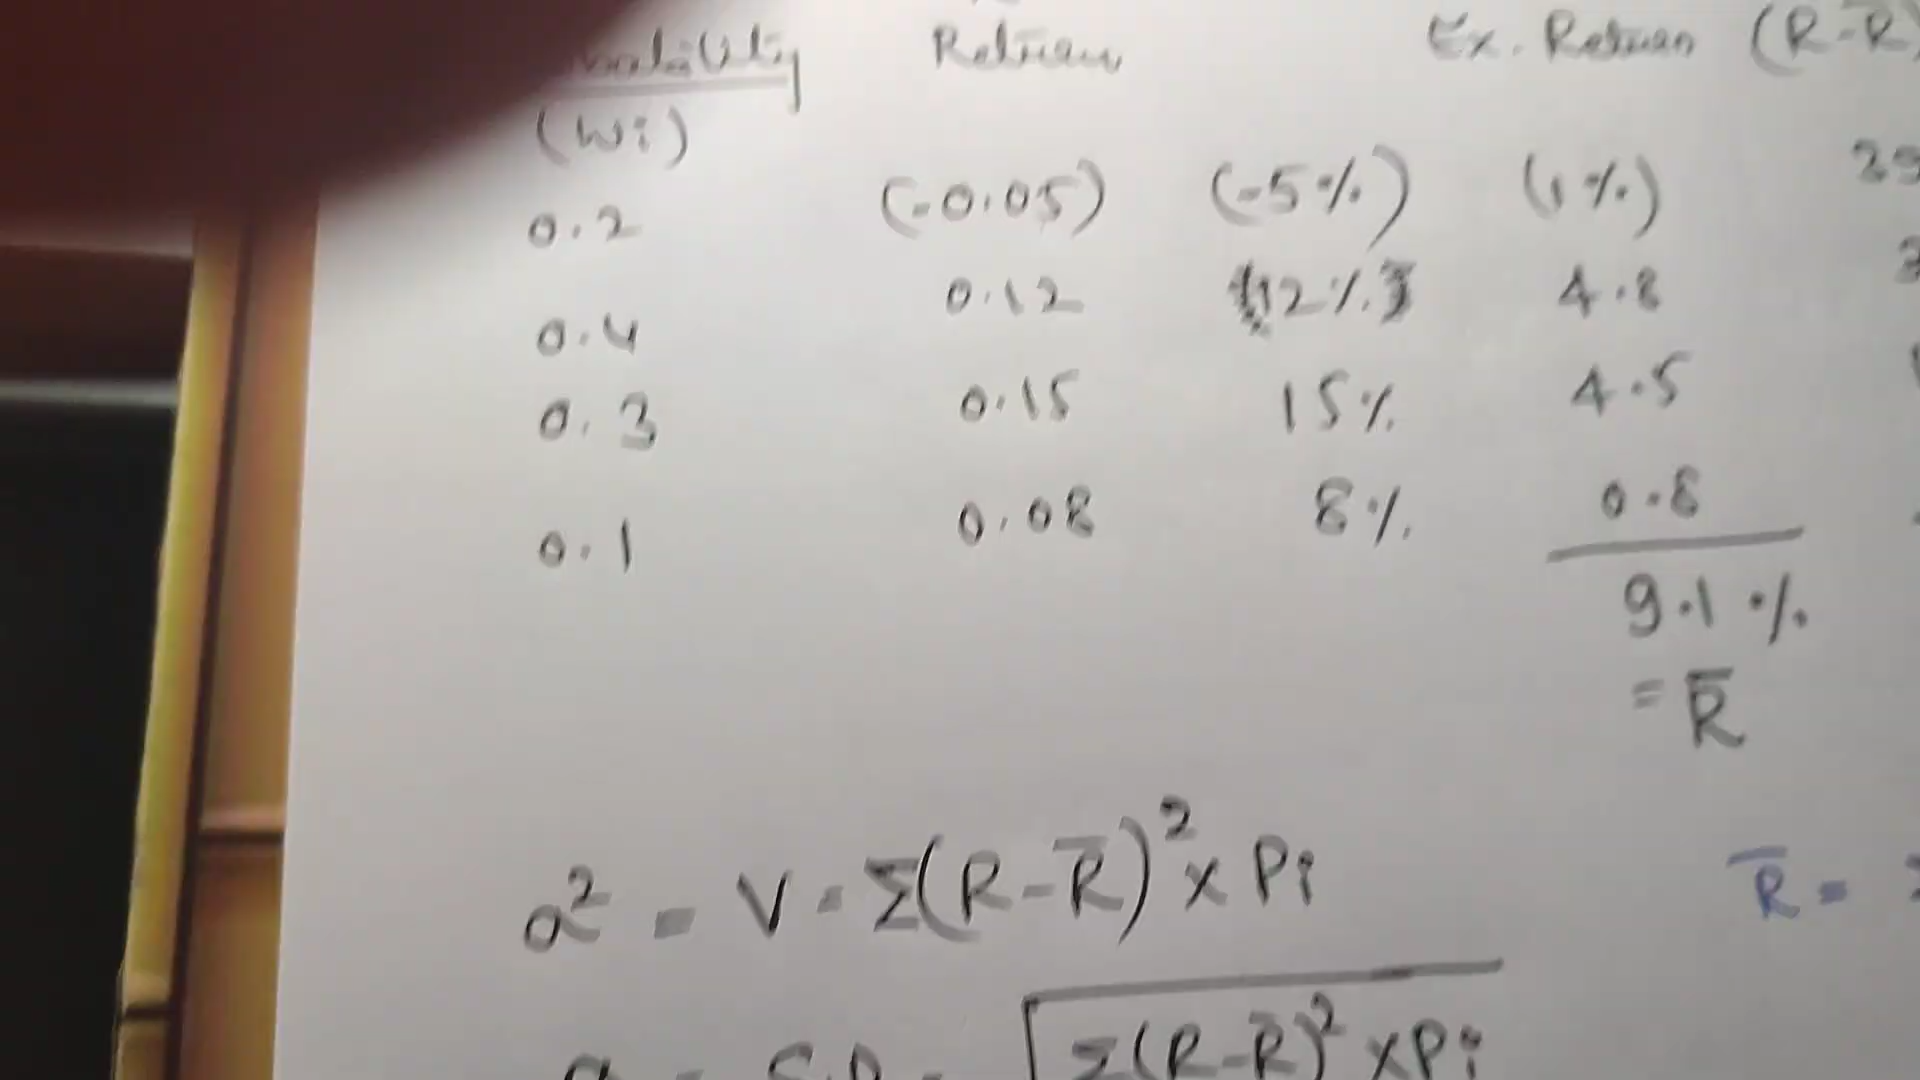 Return Ex. Return (R-R̄)
(Wi)
0.2 (-0.05) (-5%) (1%)
0.4 0.12 (12%) 4.8
0.3 0.15 15% 4.5
0.1 0.08 8% 0.8
9.1%
= R̄
σ² = V = Σ(R-R̄)² x Pi
R̄ =
σ = S.D = √Σ(R-R̄)² x Pi